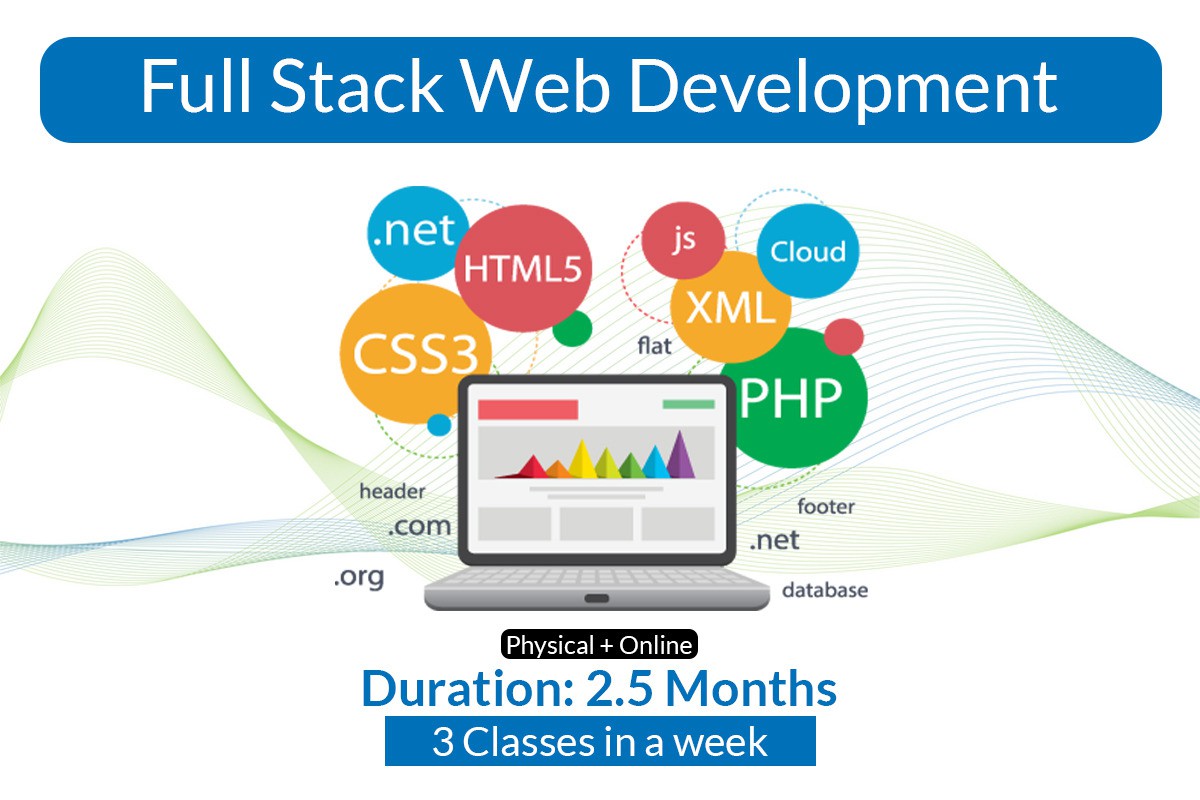 Full Stack Web Development
.net
HTML5
js
Cloud
CSS3
XML
flat
PHP
header
.com
.org
footer
.net
database
Physical + Online
Duration: 2.5 Months
3 Classes in a week